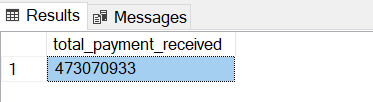 Results Messages
total_payment_received
1 473070933